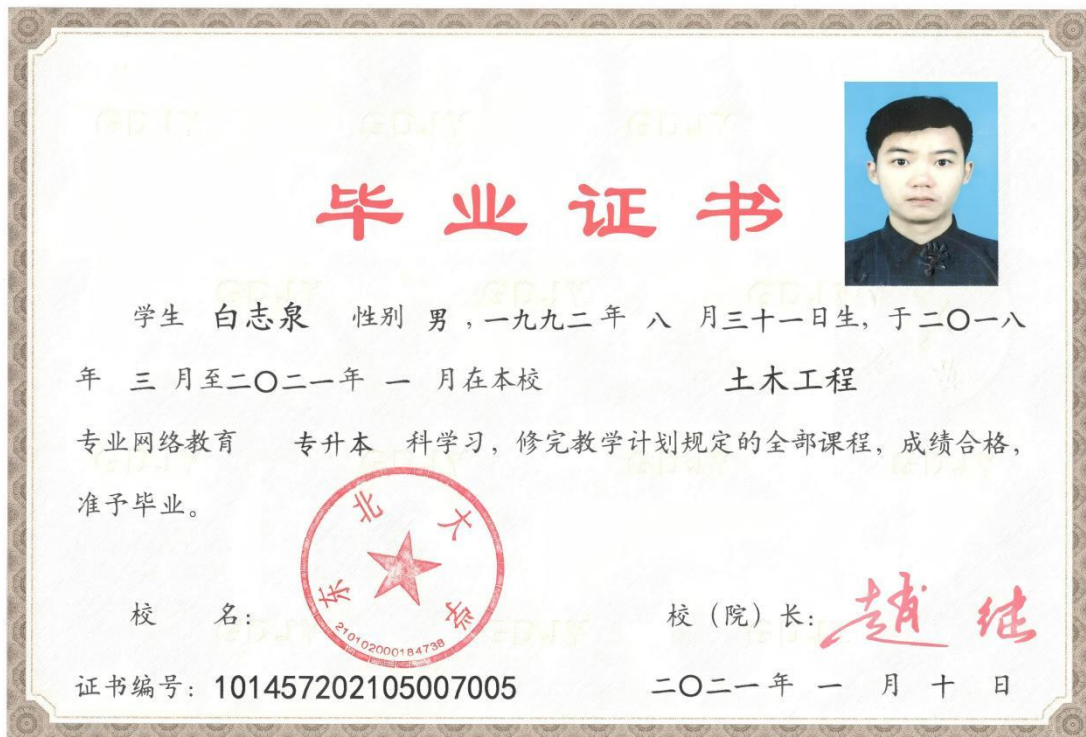 毕业证书
学生 白志泉 性别 男 ,一九九二年 八 月三十一日生, 于二〇一八
年 三 月至二〇二一年 一 月在本校 土木工程
专业网络教育 专升本 科学习, 修完教学计划规定的全部课程, 成绩合格,
准予毕业。
东北大学
210102000184738
校 名: 校 (院) 长: 趙继
证书编号: 101457202105007005 二〇二一年 一 月 十 日